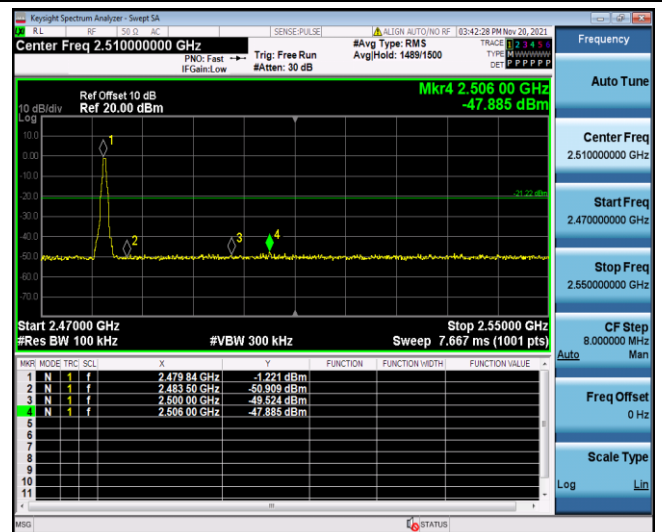 Keysight Spectrum Analyzer - Swept SA
RL RF 50 Ω AC SENSE:PULSE ALIGN AUTO/NO RF 03:42:28 PM Nov 20, 2021
Center Freq 2.510000000 GHz
PNO: Fast
IFGain:Low
Trig: Free Run
#Atten: 30 dB
#Avg Type: RMS
Avg|Hold: 1489/1500
TRACE 1 2 3 4 5 6
TYPE M W W W W W
DET P P P P P P
Ref Offset 10 dB
10 dB/div Ref 20.00 dBm
Log
Mkr4 2.506 00 GHz
-47.885 dBm
10.0
0.00
-10.0
-20.0
-30.0
-40.0
-50.0
-60.0
-70.0
-21.22 dBm
1
2
3
4
Start 2.47000 GHz Stop 2.55000 GHz
#Res BW 100 kHz #VBW 300 kHz Sweep 7.667 ms (1001 pts)
MKR MODE TRC SCL X Y FUNCTION FUNCTION WIDTH FUNCTION VALUE
1 N 1 f 2.479 84 GHz -1.221 dBm
2 N 1 f 2.483 50 GHz -50.909 dBm
3 N 1 f 2.500 00 GHz -49.524 dBm
4 N 1 f 2.506 00 GHz -47.885 dBm
5
6
7
8
9
10
11
MSG STATUS
Frequency
Auto Tune
Center Freq
2.510000000 GHz
Start Freq
2.470000000 GHz
Stop Freq
2.550000000 GHz
CF Step
8.000000 MHz
Auto Man
Freq Offset
0 Hz
Scale Type
Log Lin